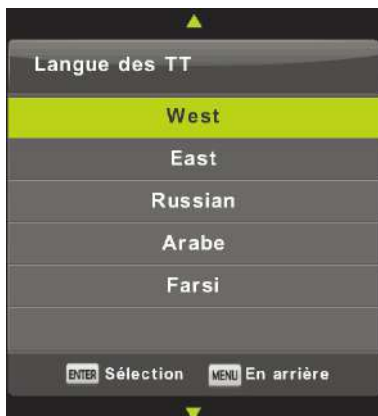 Langue des TT
West
East
Russian
Arabe
Farsi
ENTER Sélection MENU En arrière